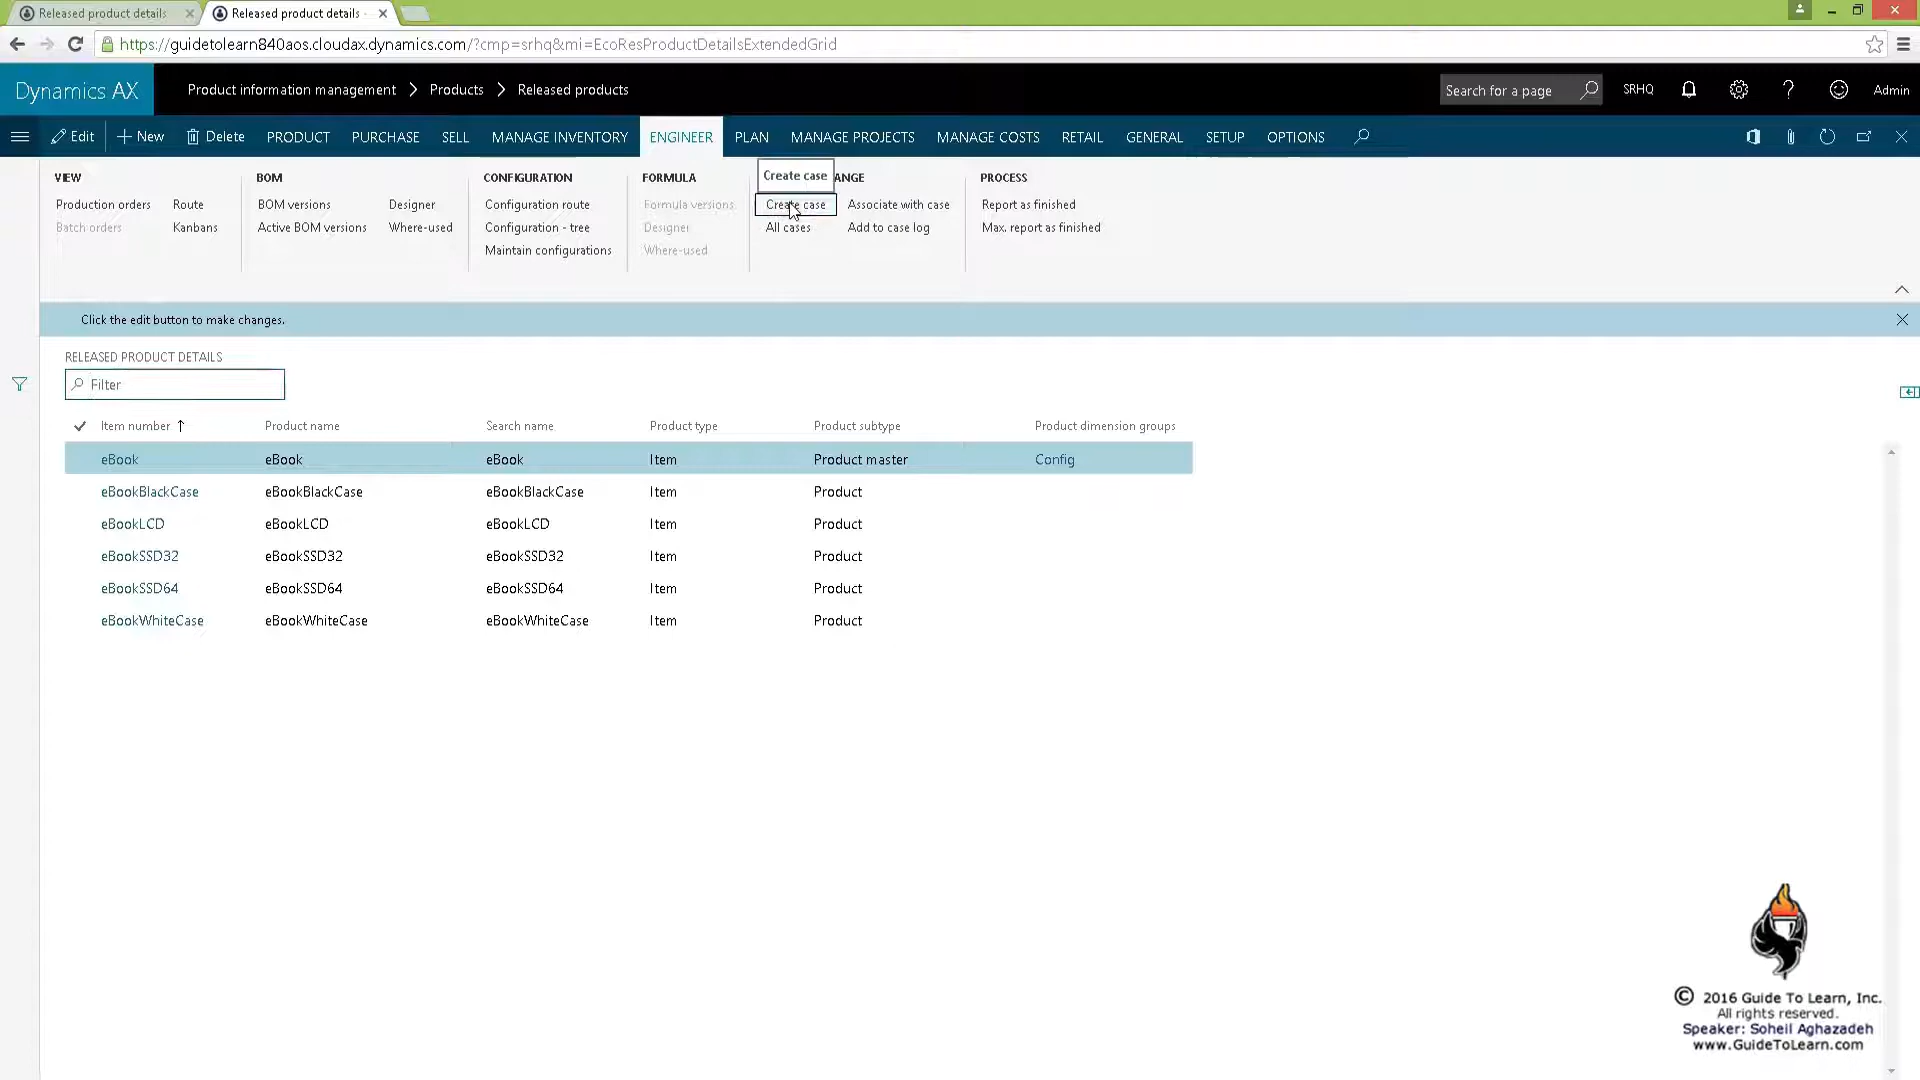 Released product details
Released product details
https://guidetolearn840aos.cloudax.dynamics.com/?cmp=srhq&mi=EcoResProductDetailsExtendedGrid
Dynamics AX
Product information management > Products > Released products
Search for a page
SRHQ
?
Admin
Edit
New
Delete
PRODUCT
PURCHASE
SELL
MANAGE INVENTORY
ENGINEER
PLAN
MANAGE PROJECTS
MANAGE COSTS
RETAIL
GENERAL
SETUP
OPTIONS
VIEW
Production orders
Route
Batch orders
Kanbans
BOM
BOM versions
Designer
Active BOM versions
Where-used
CONFIGURATION
Configuration route
Configuration - tree
Maintain configurations
FORMULA
Formula versions
Designer
Where-used
Create case
ANGE
Create case
Associate with case
All cases
Add to case log
PROCESS
Report as finished
Max. report as finished
Click the edit button to make changes.
RELEASED PRODUCT DETAILS
Filter
Item number Product name Search name Product type Product subtype Product dimension groups
eBook eBook eBook Item Product master Config
eBookBlackCase eBookBlackCase eBookBlackCase Item Product
eBookLCD eBookLCD eBookLCD Item Product
eBookSSD32 eBookSSD32 eBookSSD32 Item Product
eBookSSD64 eBookSSD64 eBookSSD64 Item Product
eBookWhiteCase eBookWhiteCase eBookWhiteCase Item Product
© 2016 Guide To Learn, Inc.
All rights reserved.
Speaker: Soheil Aghazadeh
www.GuideToLearn.com